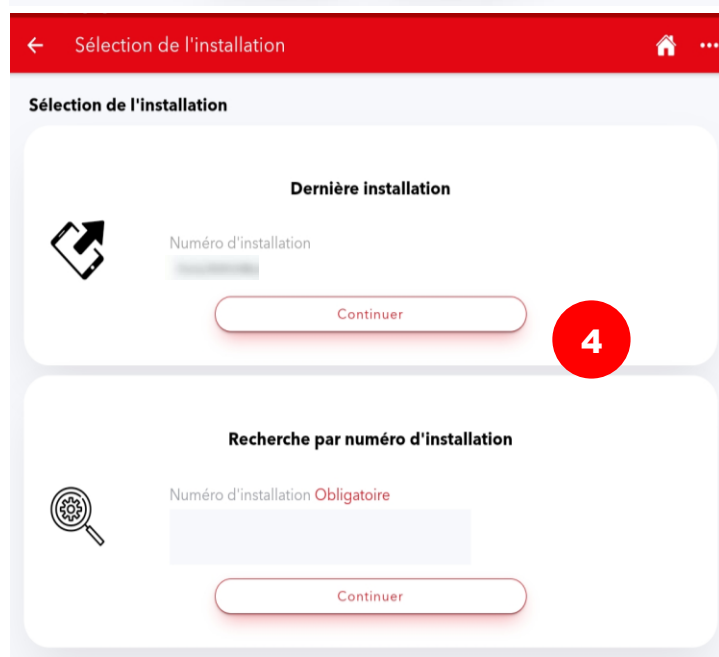 Sélection de l'installation
Sélection de l'installation
Dernière installation
Numéro d'installation
Continuer
4
Recherche par numéro d'installation
Numéro d'installation Obligatoire
Continuer